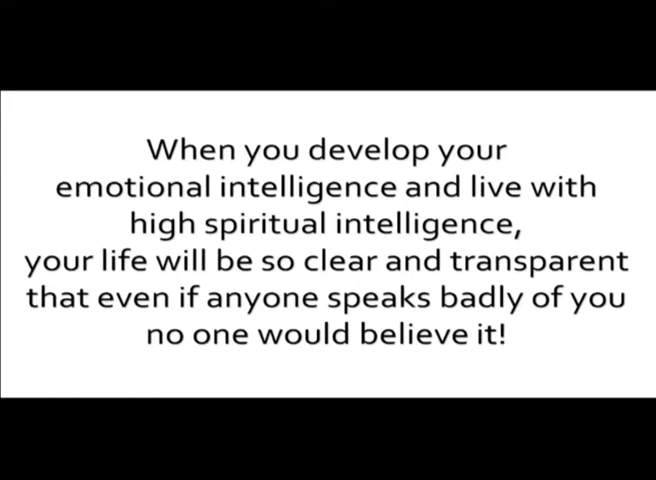 When you develop your
emotional intelligence and live with
high spiritual intelligence,
your life will be so clear and transparent
that even if anyone speaks badly of you
no one would believe it!